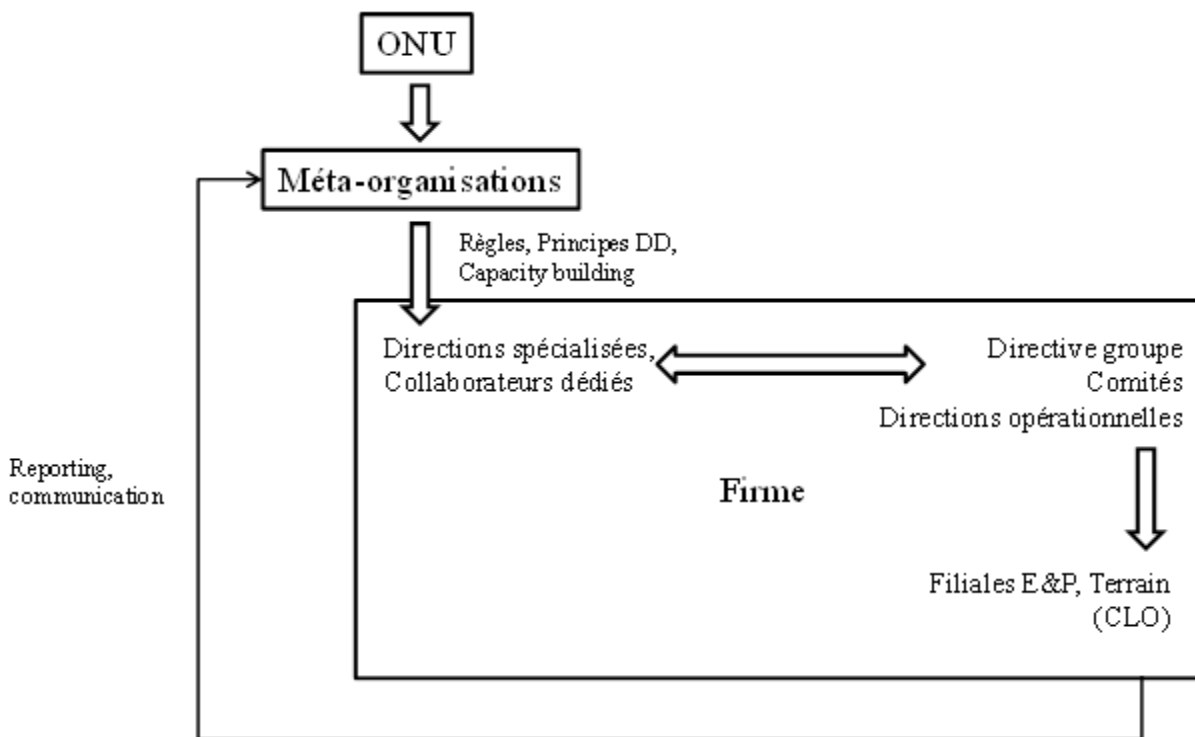 ONU
Méta-organisations
Règles, Principes DD,
Capacity building
Directions spécialisées,
Collaborateurs dédiés
Directive groupe
Comités
Directions opérationnelles
Reporting,
communication
Firme
Filiales E&P, Terrain
(CLO)